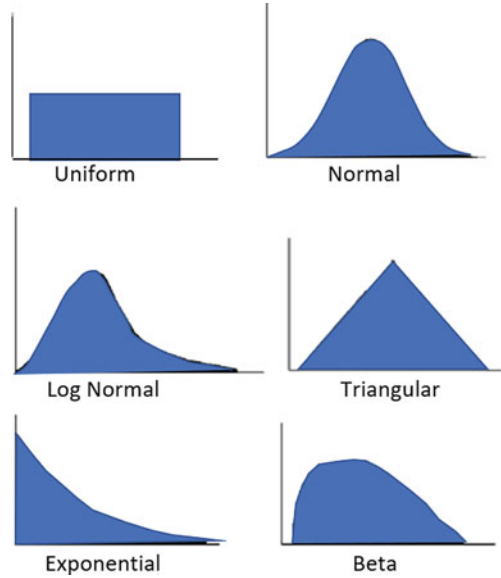 Uniform
Normal
Log Normal
Triangular
Exponential
Beta